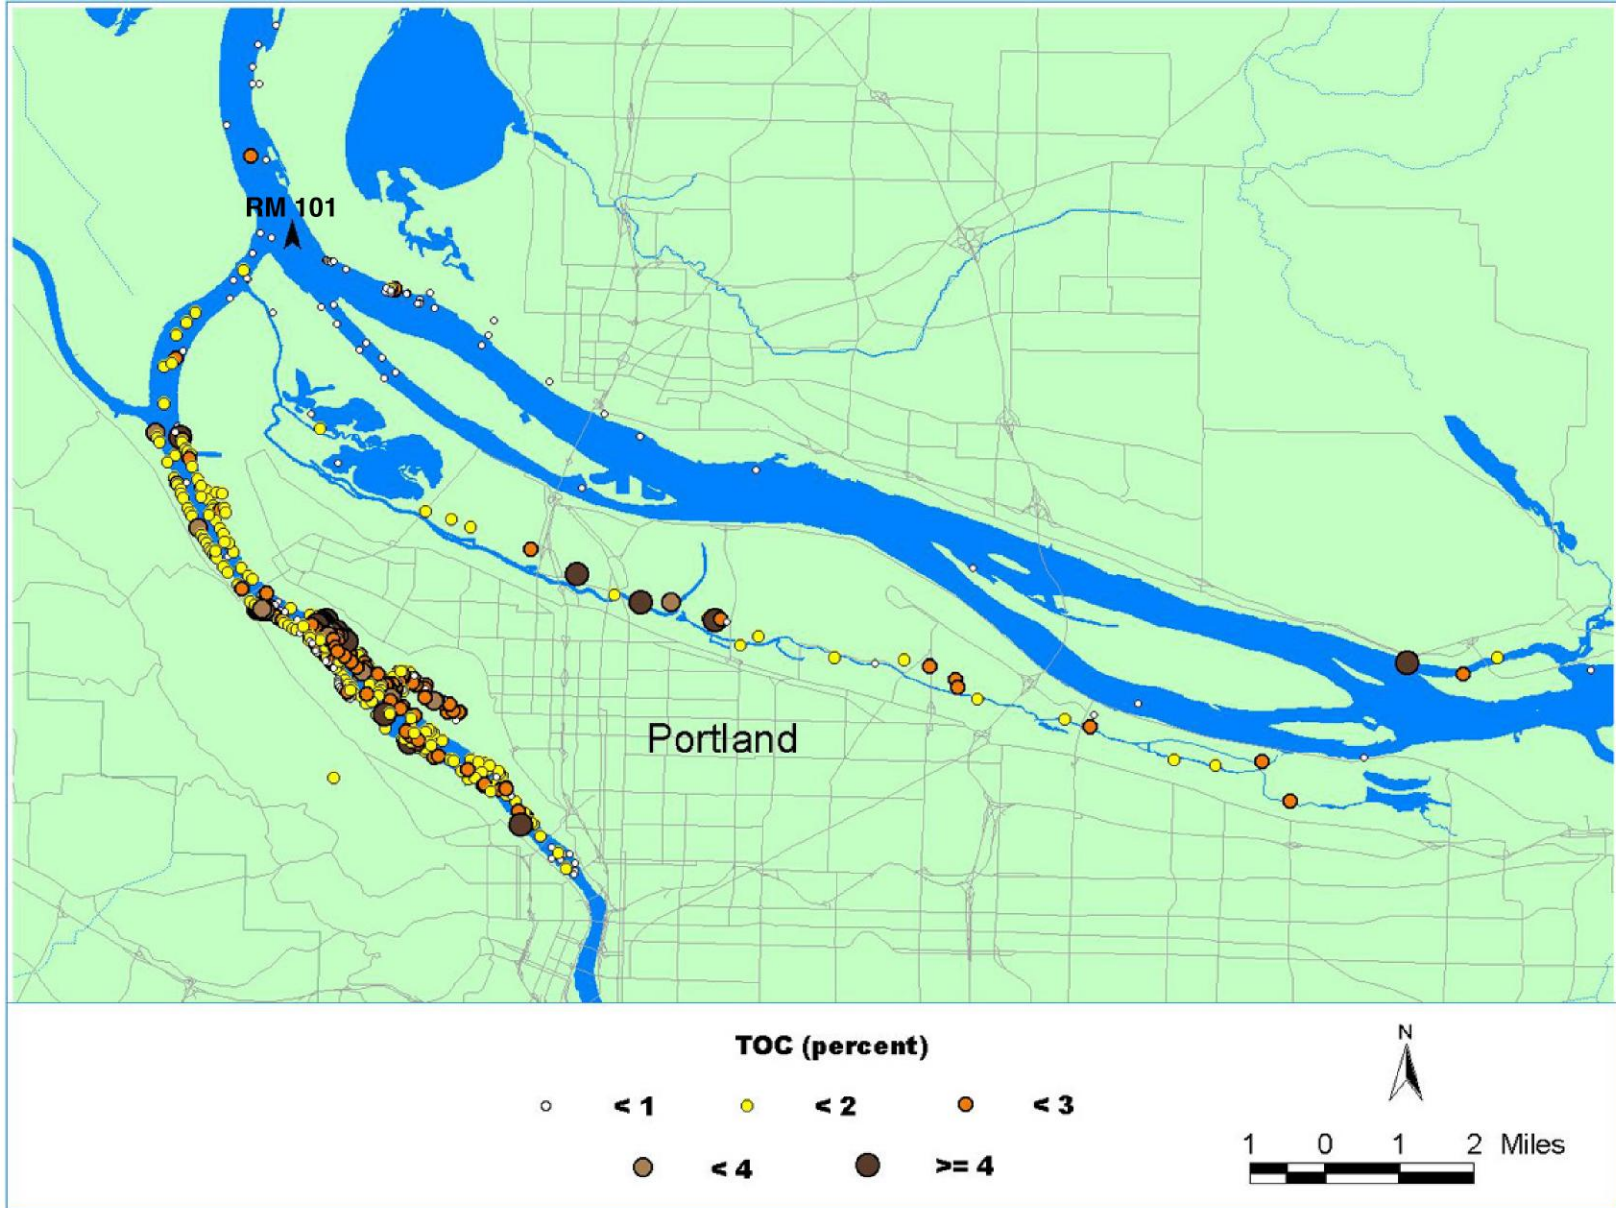 RM 101
Portland
TOC (percent)
< 1 < 2 < 3
< 4 >= 4
N
1 0 1 2 Miles